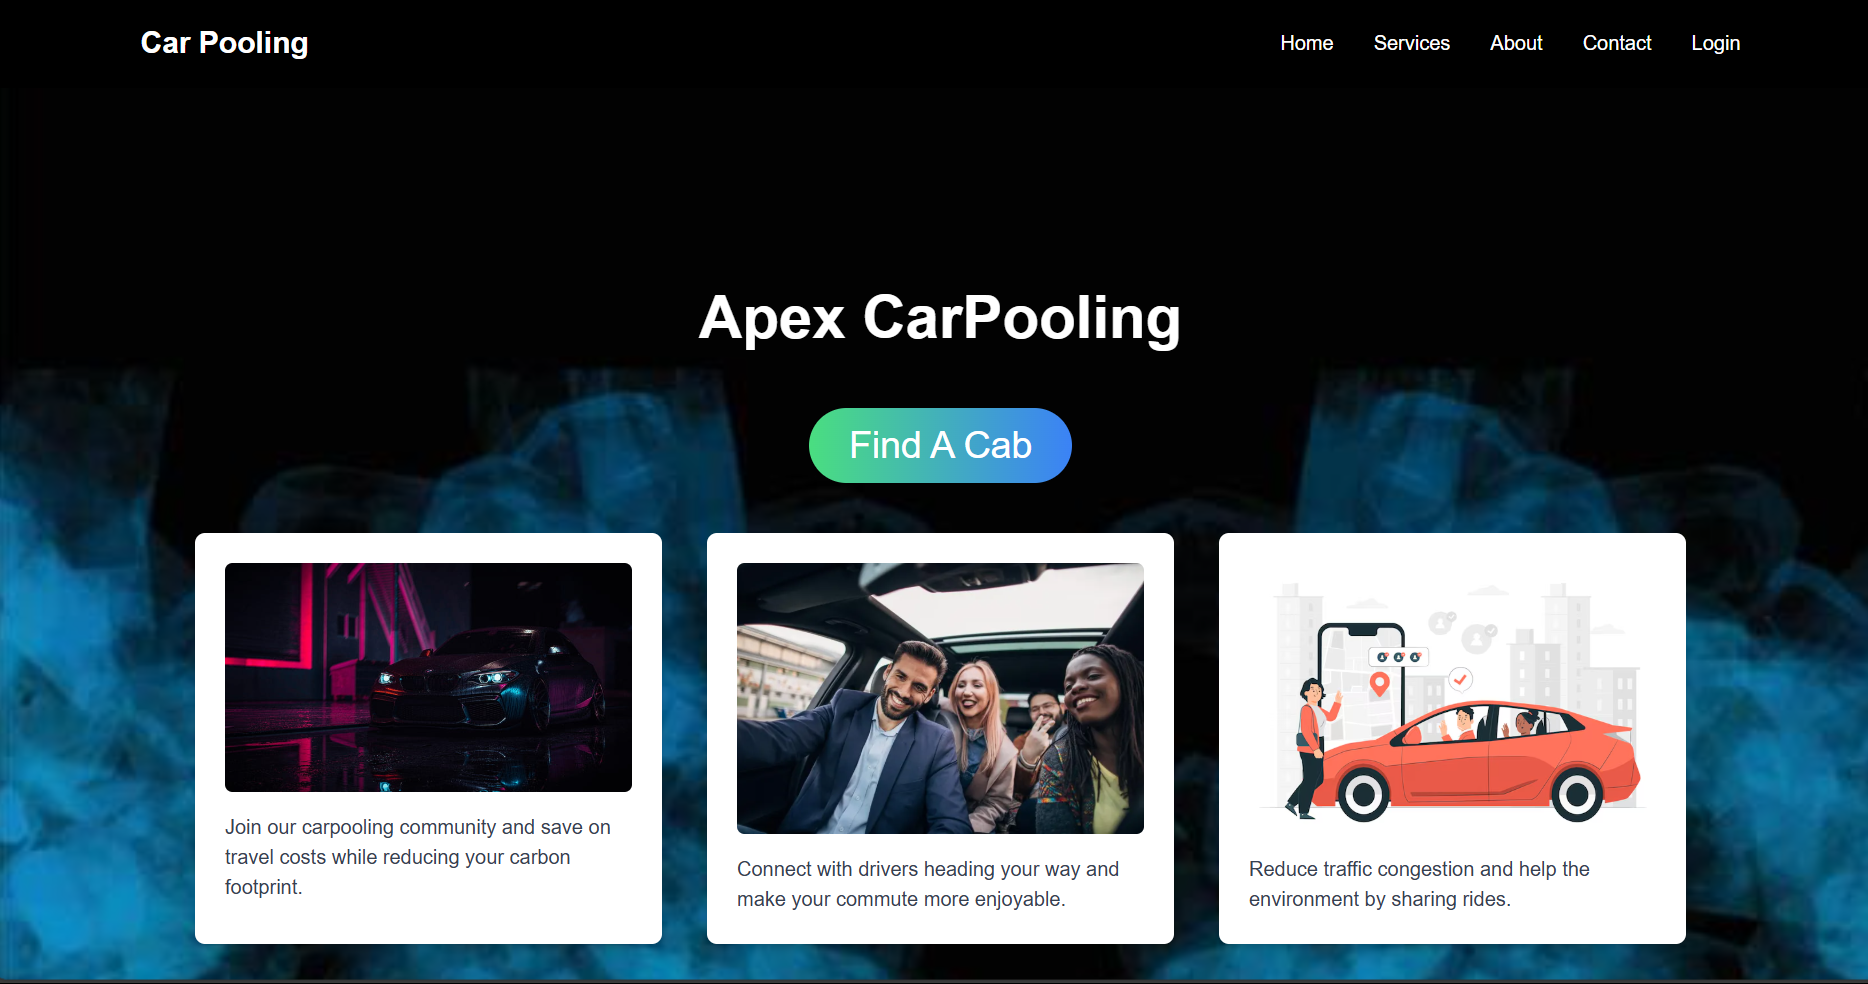 Car Pooling
Home
Services
About
Contact
Login
Apex CarPooling
Find A Cab
Join our carpooling community and save on
travel costs while reducing your carbon
footprint.
Connect with drivers heading your way and
make your commute more enjoyable.
Reduce traffic congestion and help the
environment by sharing rides.